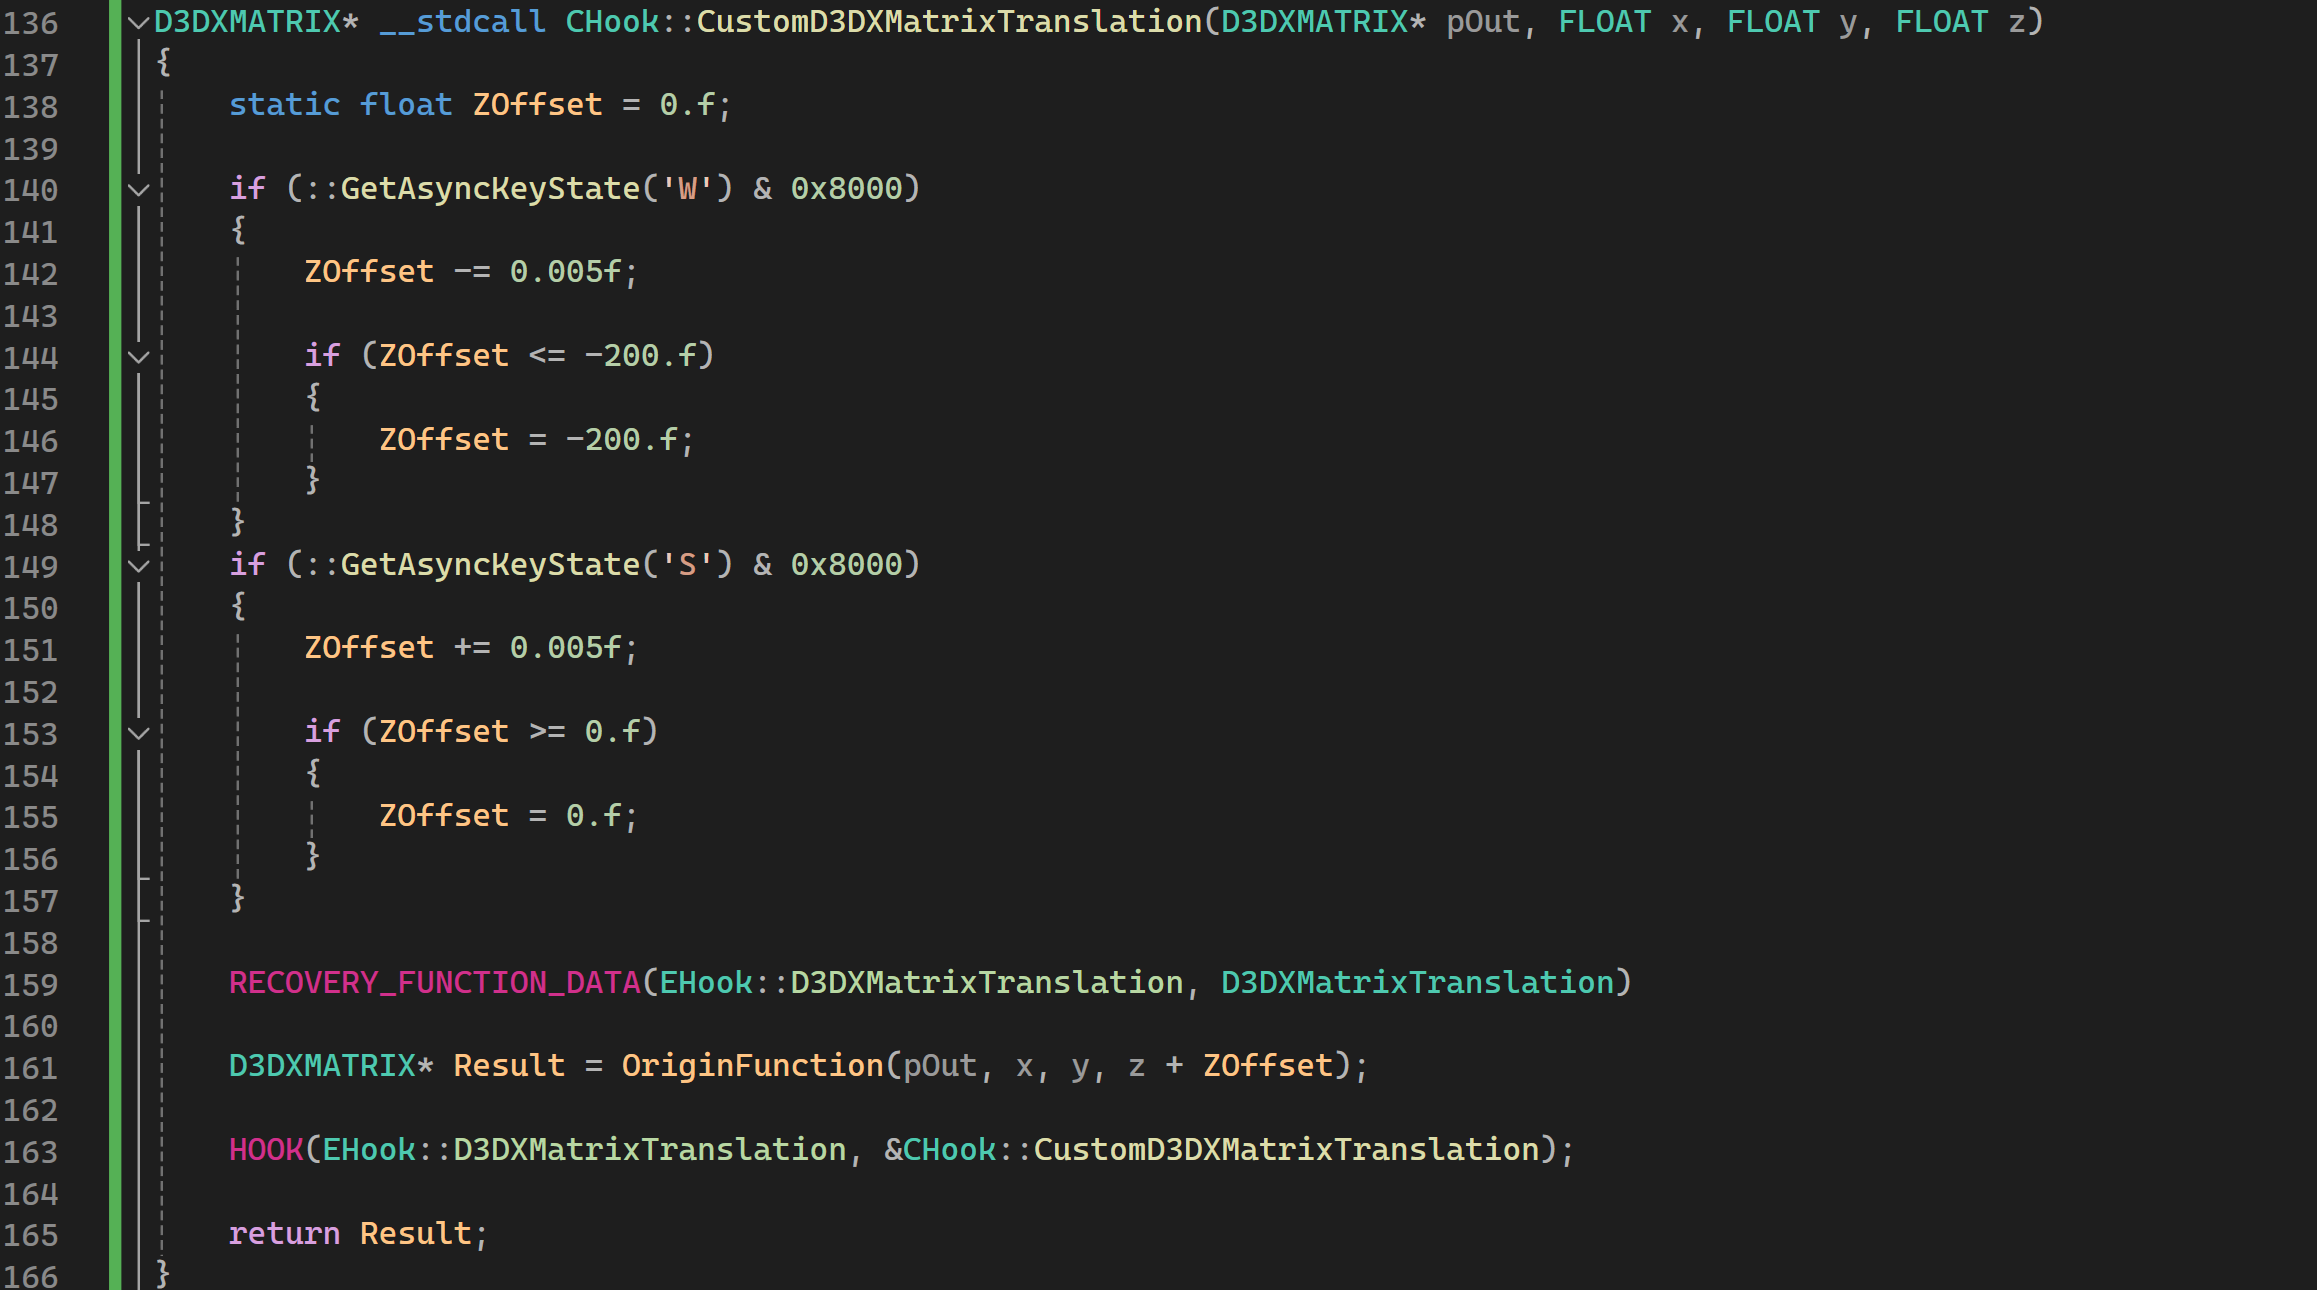 136 D3DXMATRIX* __stdcall CHook::CustomD3DXMatrixTranslation(D3DXMATRIX* pOut, FLOAT x, FLOAT y, FLOAT z)
137 {
138     static float ZOffset = 0.f;
139
140     if (::GetAsyncKeyState('W') & 0x8000)
141     {
142         ZOffset -= 0.005f;
143
144         if (ZOffset <= -200.f)
145         {
146             ZOffset = -200.f;
147         }
148     }
149     if (::GetAsyncKeyState('S') & 0x8000)
150     {
151         ZOffset += 0.005f;
152
153         if (ZOffset >= 0.f)
154         {
155             ZOffset = 0.f;
156         }
157     }
158
159     RECOVERY_FUNCTION_DATA(EHook::D3DXMatrixTranslation, D3DXMatrixTranslation)
160
161     D3DXMATRIX* Result = OriginFunction(pOut, x, y, z + ZOffset);
162
163     HOOK(EHook::D3DXMatrixTranslation, &CHook::CustomD3DXMatrixTranslation);
164
165     return Result;
166 }